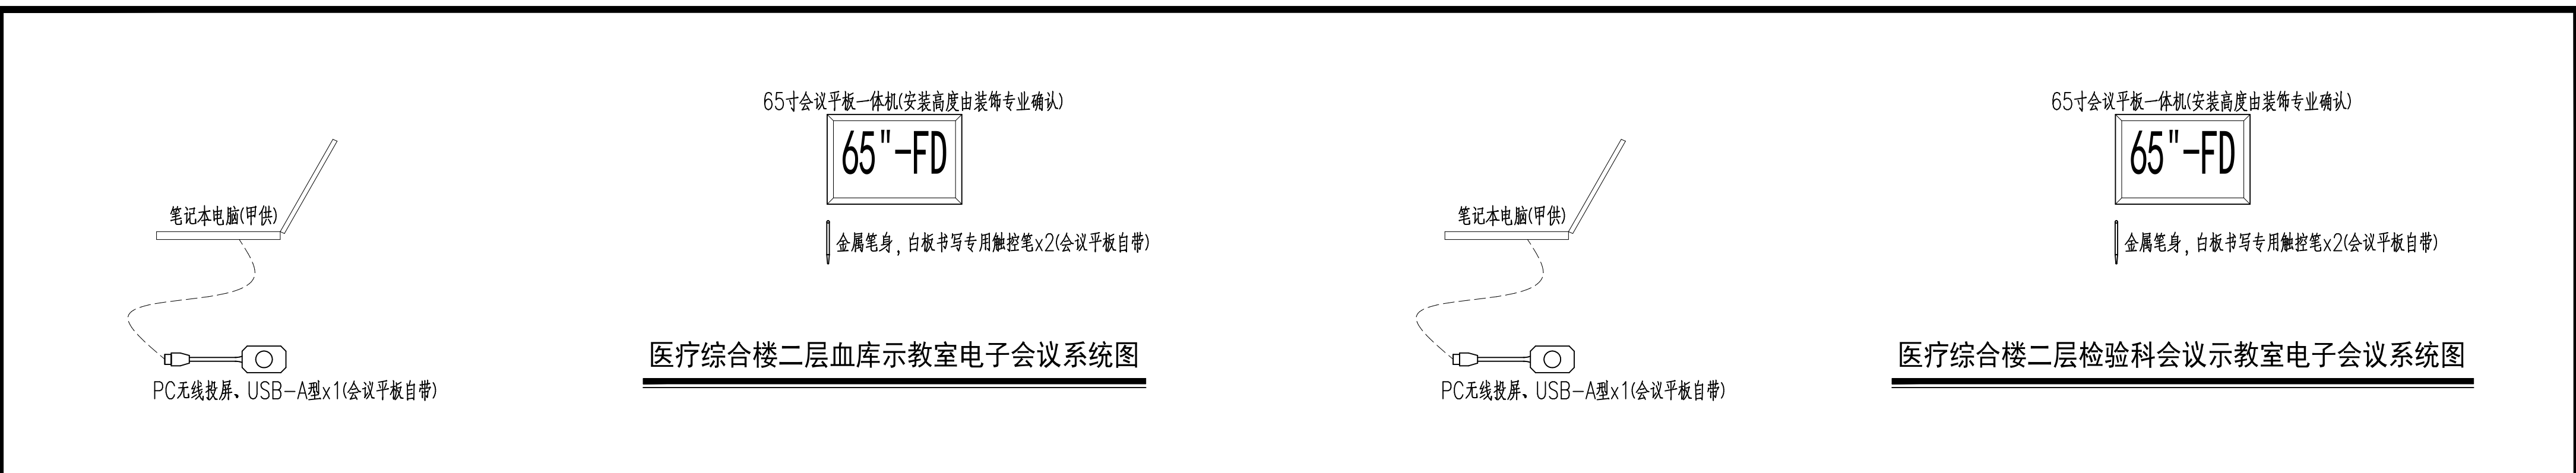 65寸会议平板一体机(安装高度由装饰专业确认)
65"-FD
笔记本电脑(甲供)
金属笔身, 白板书写专用触控笔x2(会议平板自带)
医疗综合楼二层血库示教室电子会议系统图
PC无线投屏、USB-A型x1(会议平板自带)
65寸会议平板一体机(安装高度由装饰专业确认)
65"-FD
笔记本电脑(甲供)
金属笔身, 白板书写专用触控笔x2(会议平板自带)
医疗综合楼二层检验科会议示教室电子会议系统图
PC无线投屏、USB-A型x1(会议平板自带)